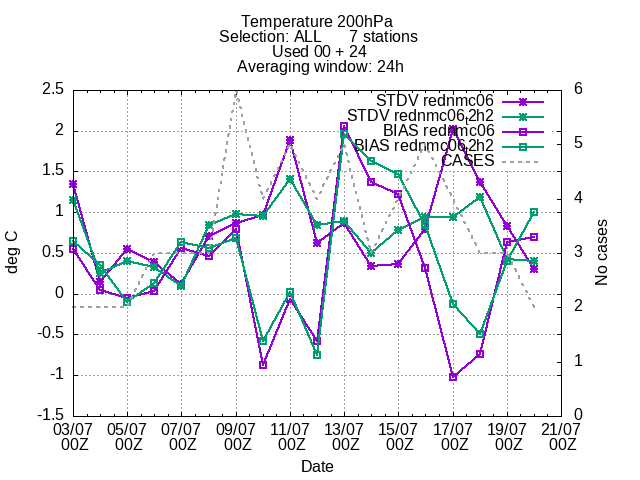 Temperature 200hPa
Selection: ALL 7 stations
Used 00 + 24
Averaging window: 24h
STDV rednmc06
STDV rednmc06t2h2
BIAS rednmc06
BIAS rednmc06t2h2
CASES
2.5
2
1.5
1
0.5
0
-0.5
-1
-1.5
deg C
6
5
4
3
2
1
0
No cases
03/07 05/07 07/07 09/07 11/07 13/07 15/07 17/07 19/07 21/07
00Z 00Z 00Z 00Z 00Z 00Z 00Z 00Z 00Z 00Z
Date